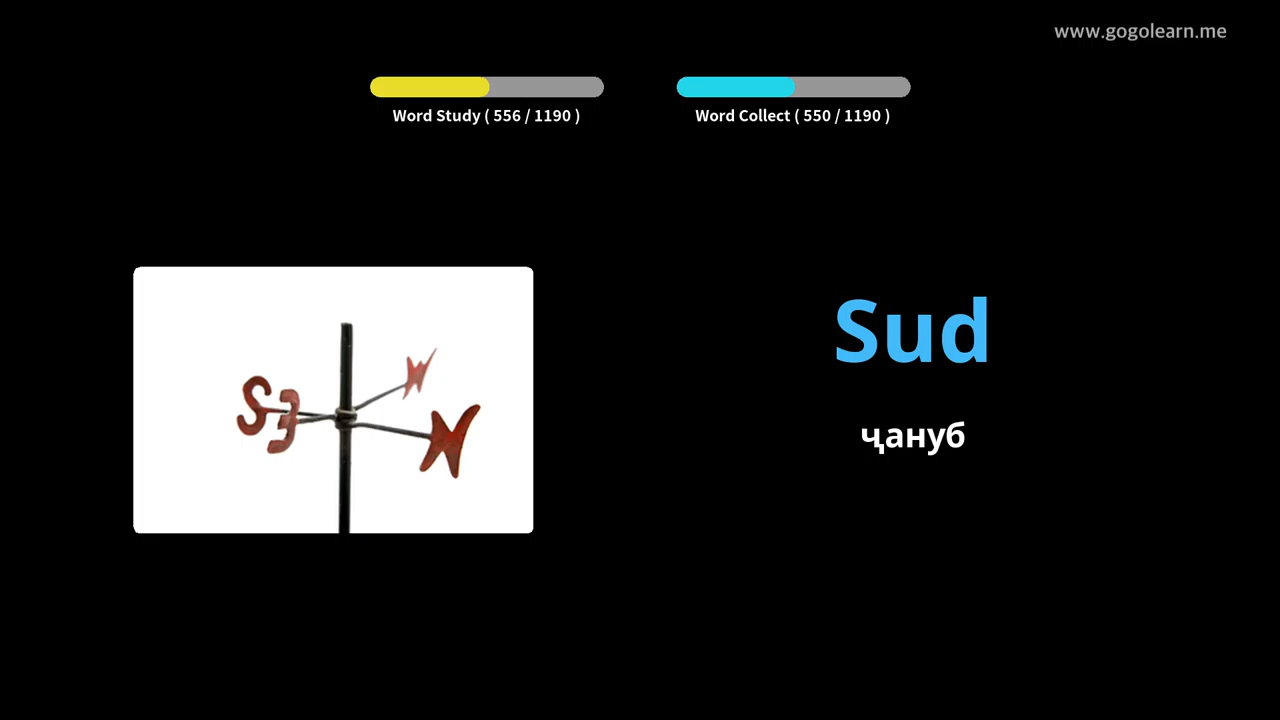 www.gogolearn.me
Word Study ( 556 / 1190 )
Word Collect ( 550 / 1190 )
S E N W
Sud
ҷануб